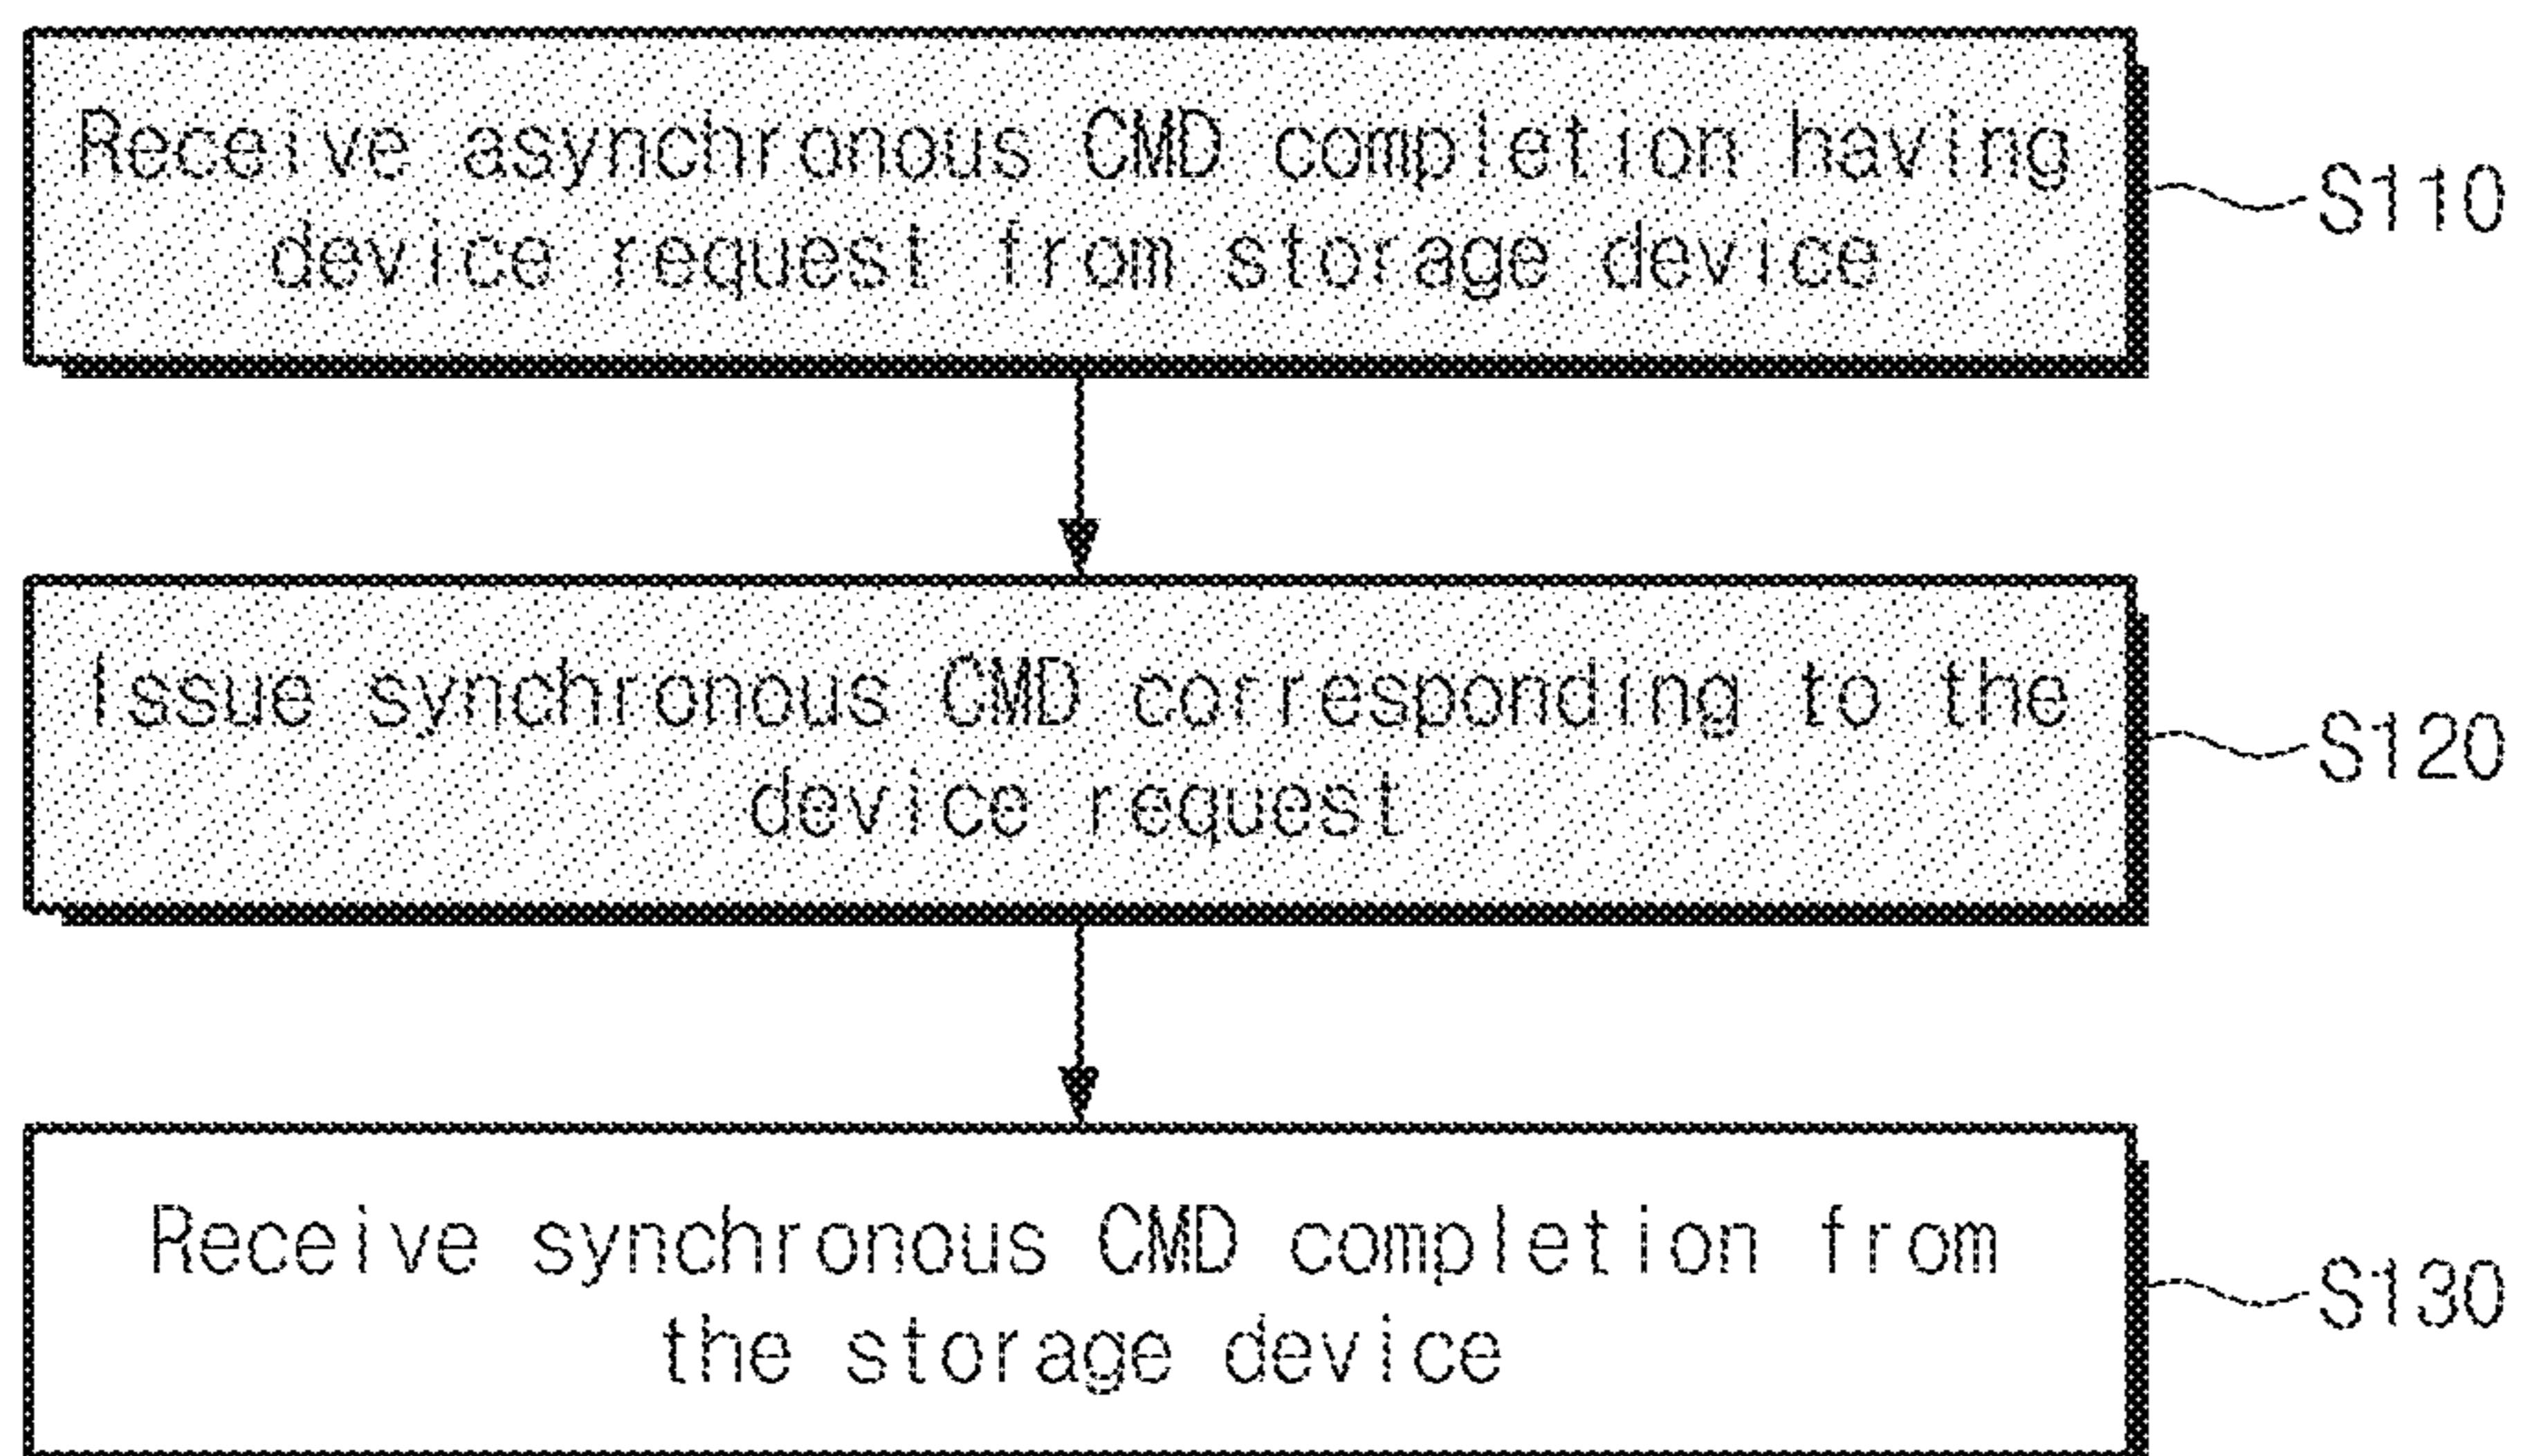 Receive asynchronous CMD completion having
device request from storage device
S110
Issue synchronous CMD corresponding to the
device request
S120
Receive synchronous CMD completion from
the storage device
S130